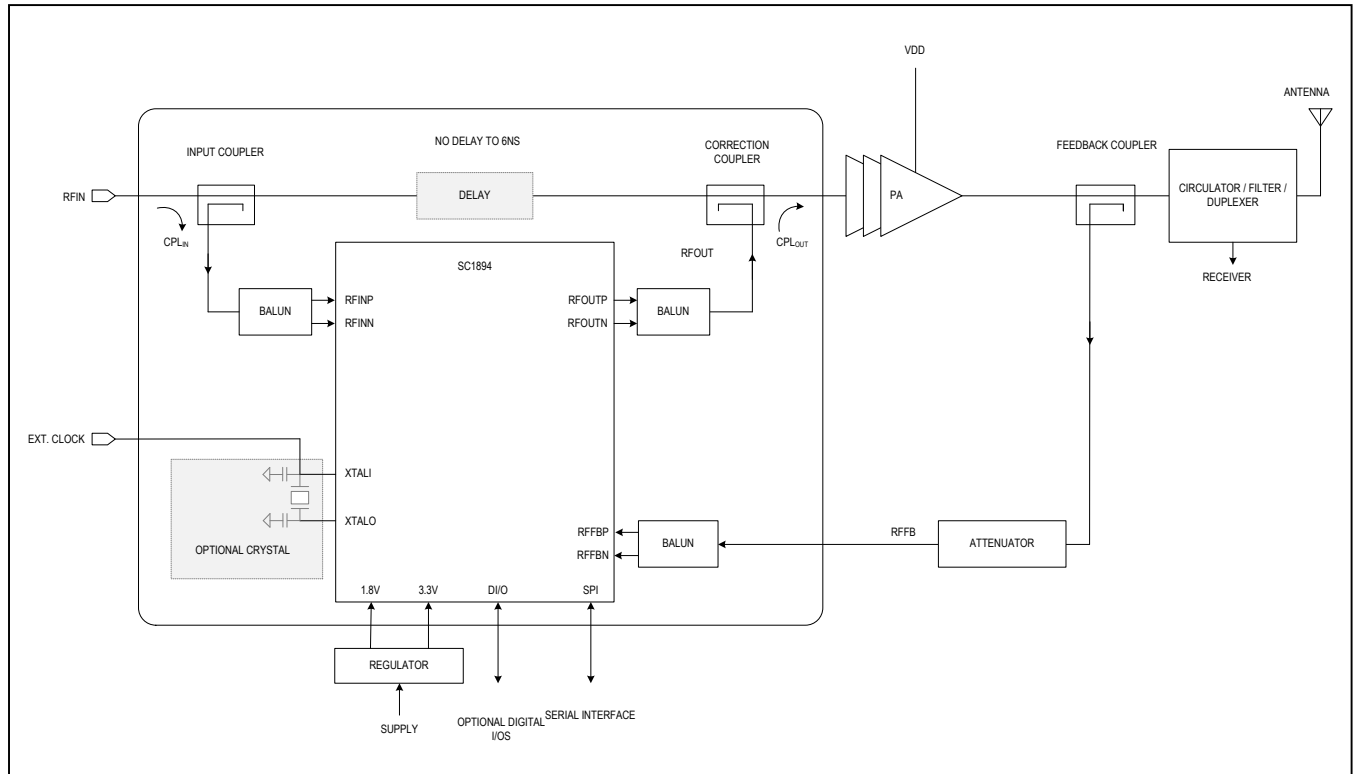 VDD
ANTENNA
NO DELAY TO 6NS
INPUT COUPLER
CORRECTION
COUPLER
FEEDBACK COUPLER
RFIN
DELAY
PA
CIRCULATOR / FILTER /
DUPLEXER
CPLIN
CPLOUT
RFOUT
SC1894
RECEIVER
BALUN
RFINP
RFINN
RFOUTP
RFOUTN
BALUN
EXT. CLOCK
XTALI
XTALO
OPTIONAL CRYSTAL
RFFBP
RFFBN
BALUN
RFFB
ATTENUATOR
1.8V
3.3V
DI/O
SPI
REGULATOR
SUPPLY
OPTIONAL DIGITAL
I/OS
SERIAL INTERFACE